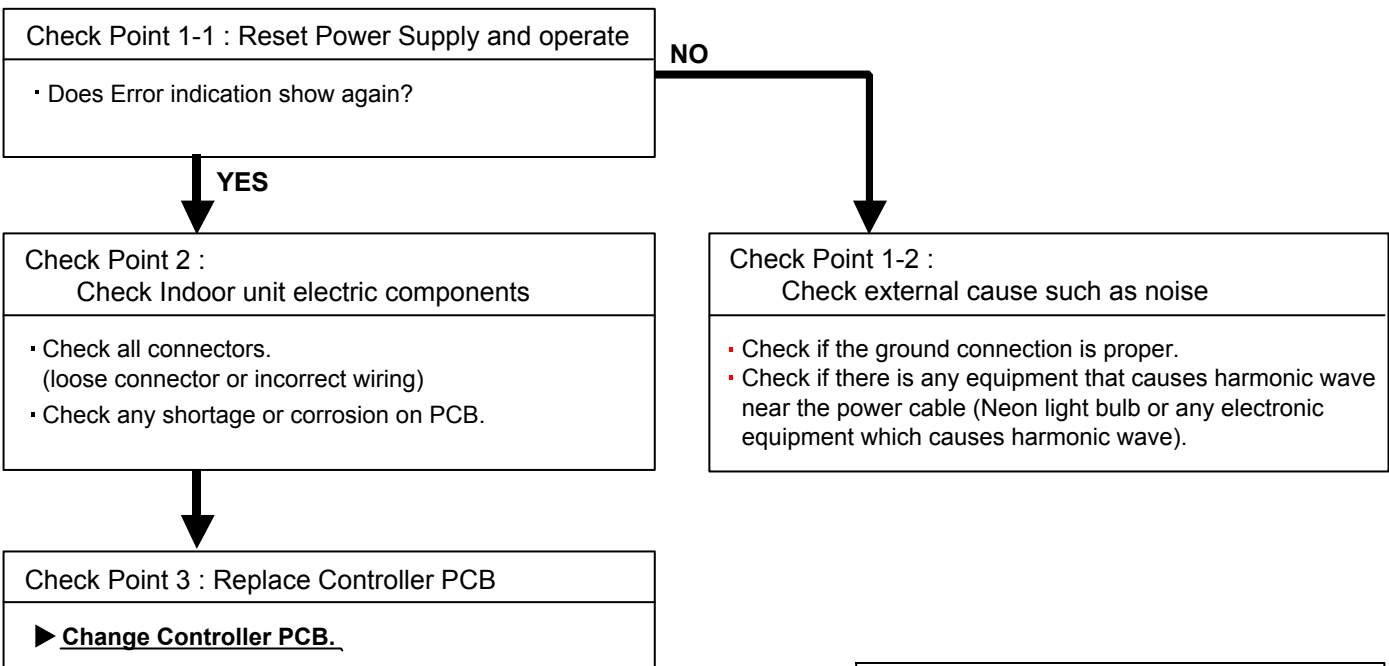 Check Point 1-1 : Reset Power Supply and operate
NO
▪ Does Error indication show again?
YES
Check Point 2 :
Check Indoor unit electric components
▪ Check all connectors.
(loose connector or incorrect wiring)
▪ Check any shortage or corrosion on PCB.
Check Point 1-2 :
Check external cause such as noise
▪ Check if the ground connection is proper.
▪ Check if there is any equipment that causes harmonic wave
near the power cable (Neon light bulb or any electronic
equipment which causes harmonic wave).
Check Point 3 : Replace Controller PCB
▶ Change Controller PCB.